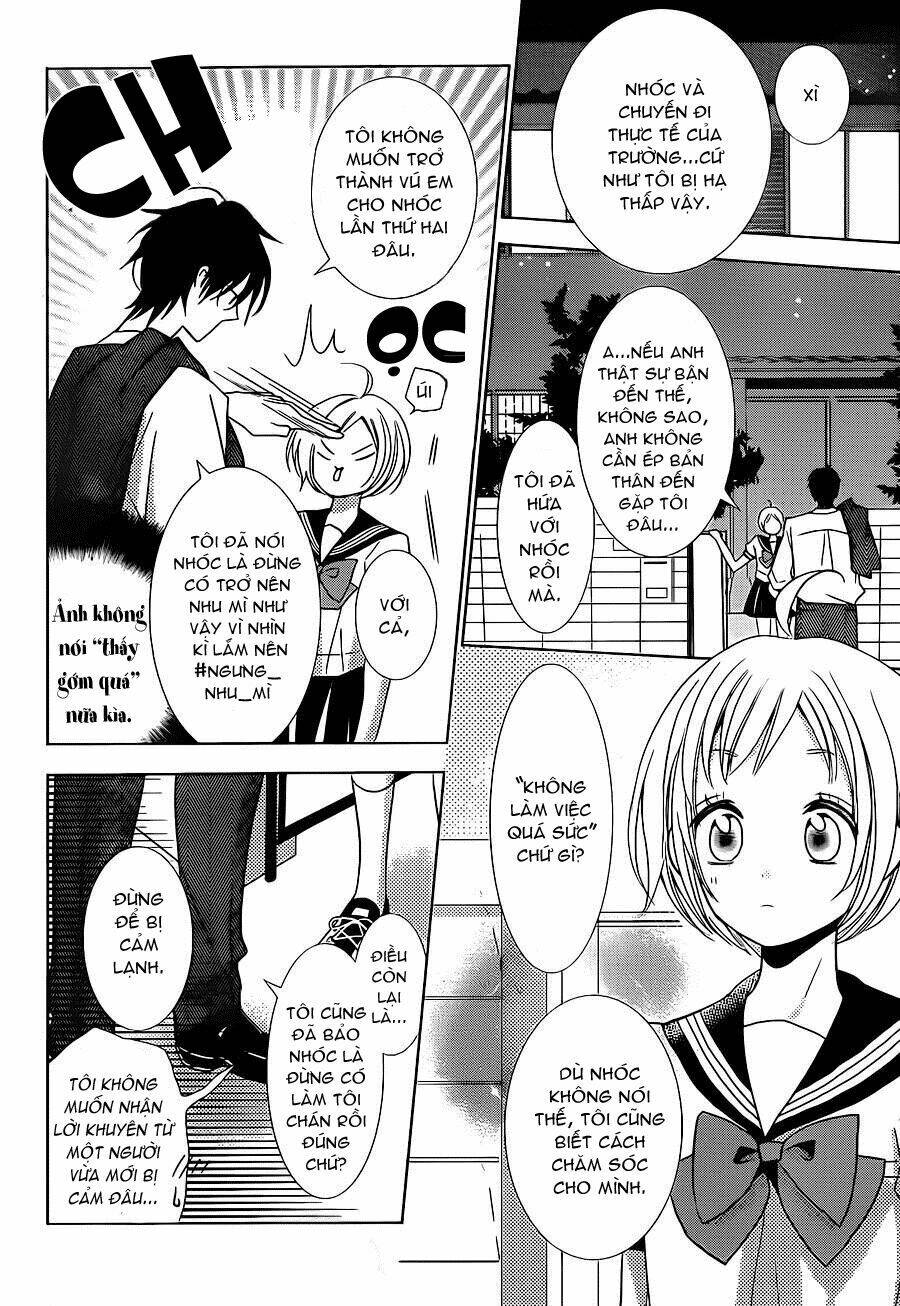 XÌ
NHÓC VÀ
CHUYẾN ĐI
THỰC TẾ CỦA
TRƯỜNG...CỨ
NHƯ TÔI BỊ HẠ
THẤP VẬY.
A...NẾU ANH
THẬT SƯ BẬN
ĐẾN THẾ,
KHÔNG SAO,
ANH KHÔNG
CẦN ÉP BẢN
THÂN ĐẾN
GẶP TÔI
ĐÂU...
TÔI ĐÃ
HỨA
VỚI
NHÓC
RỒI
MÀ.
“KHÔNG
LÀM VIỆC
QUÁ SỨC”
CHỨ GÌ?
DÙ NHÓC
KHÔNG NÓI
THẾ, TÔI CŨNG
BIẾT CÁCH
CHĂM SÓC
CHO MÌNH.
TÔI KHÔNG
MUỐN TRỞ
THÀNH VÚ EM
CHO NHÓC
LẦN THỨ HAI
ĐÂU.
CH
ỌC
ÚI
VỚI
CẢ,
TÔI ĐÃ NÓI
NHÓC LÀ ĐỪNG
CÓ TRỞ NÊN
NHU MÌ NHƯ
VẬY VÌ NHÌN
KÌ LẮM NÊN
#NGƯNG_
NHU_MÌ
Ảnh không
nói “thấy
gớm quá”
nữa kìa.
ĐIỀU
CÒN
LẠI
LÀ...
TÔI CŨNG
ĐÃ BẢO
NHÓC LÀ
ĐỪNG CÓ
LÀM TÔI
CHÁN RỒI
ĐÚNG
CHỨ?
ĐỪNG
ĐỂ BỊ
CẢM
LẠNH.
TÔI KHÔNG
MUỐN NHẬN
LỜI KHUYÊN TỪ
MỘT NGƯỜI
VỪA MỚI BỊ
CẢM ĐÂU...